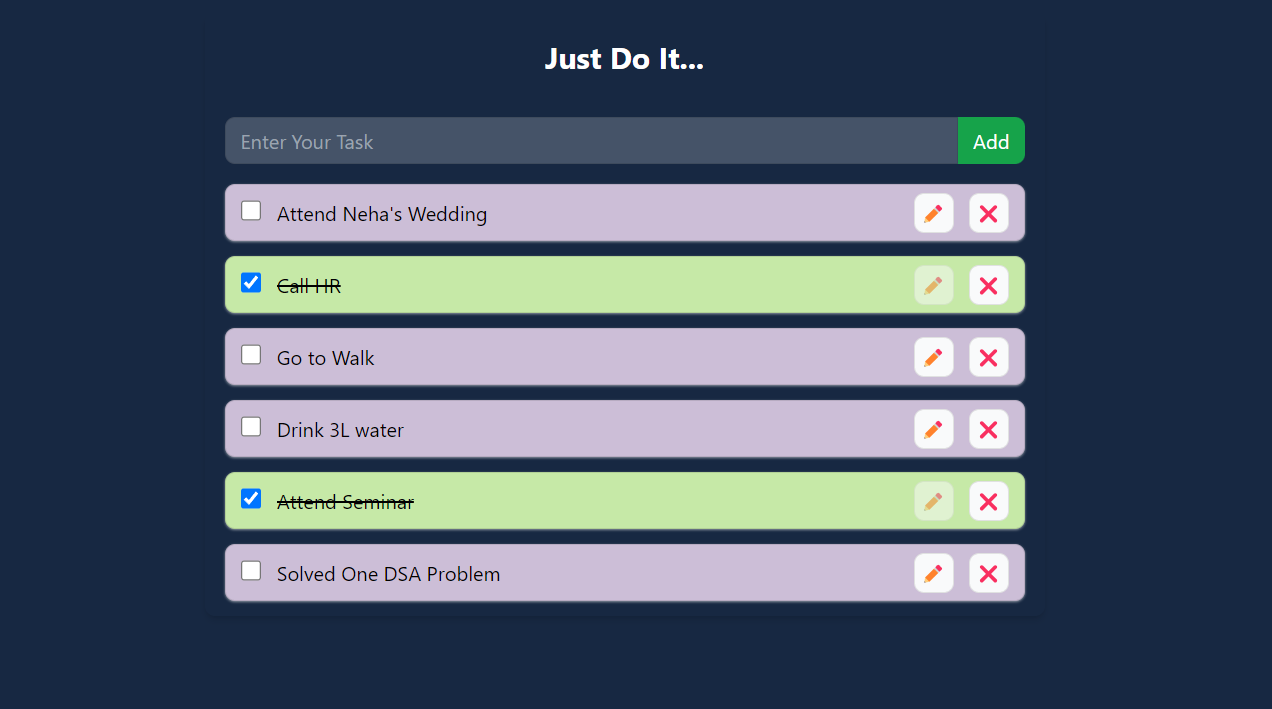 Just Do It...
Enter Your Task
Add
Attend Neha's Wedding
Call HR
Go to Walk
Drink 3L water
Attend Seminar
Solved One DSA Problem